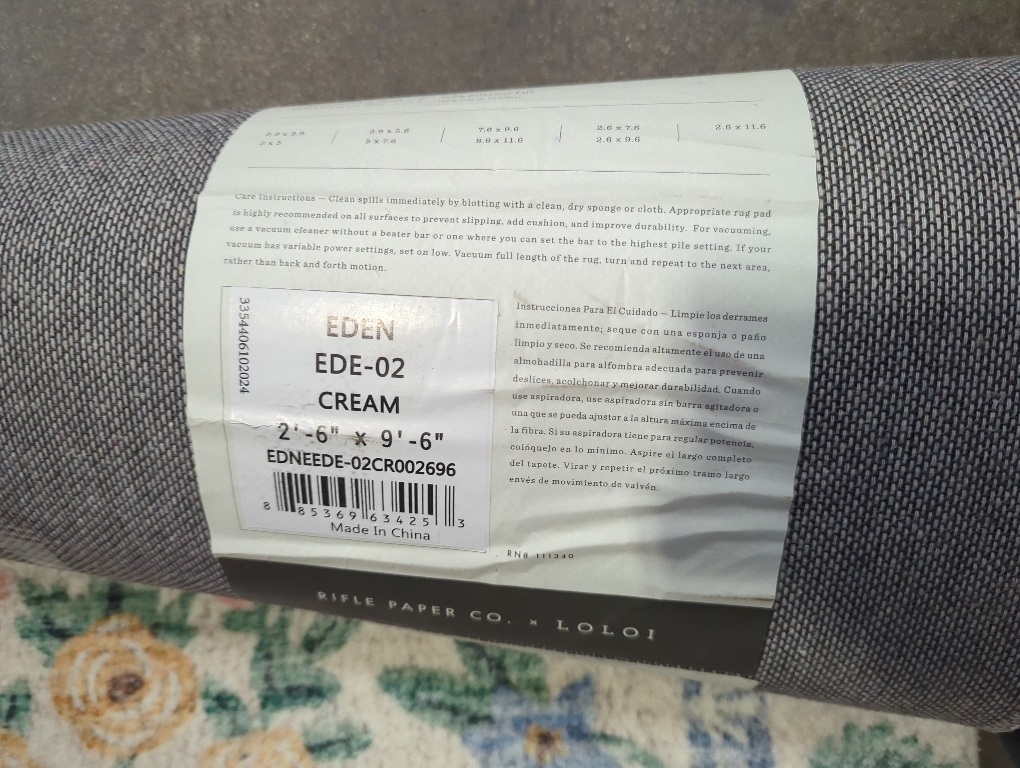 2.3 x 3.9 / 3.6 x 5.6 / 7.6 x 9.6 / 2.6 x 7.6 | 2.6 x 11.6
2 x 5 5 x 7.6 8.6 x 11.6 2.6 x 9.6
Care Instructions — Clean spills immediately by blotting with a clean, dry sponge or cloth. Appropriate rug pad
is highly recommended on all surfaces to prevent slipping, add cushion, and improve durability. For vacuuming,
use a vacuum cleaner without a beater bar or one where you can set the bar to the highest pile setting. If your
vacuum has variable power settings, set on low. Vacuum full length of the rug, turn and repeat to the next area,
rather than back and forth motion.
3354406102024
EDEN
EDE-02
CREAM
2'-6" x 9'-6"
EDNEEDE-02CR002696
8 85369 63425 3
Made In China
Instrucciones Para El Cuidado — Limpie los derrames
inmediatamente; seque con una esponja o paño
limpio y seco. Se recomienda altamente el uso de una
almohadilla para alfombra adecuada para prevenir
deslices, acolchonar y mejorar durabilidad. Cuando
use aspiradora, use aspiradora sin barra agitadora o
una que se pueda ajustar a la altura máxima encima de
la fibra. Si su aspiradora tiene para regular potencia,
colóquelo en lo mínimo. Aspire el largo completo
del tapete. Virar y repetir el próximo tramo largo
envés de movimiento de vaivén.
RN# 111340
RIFLE PAPER CO. × LOLOI